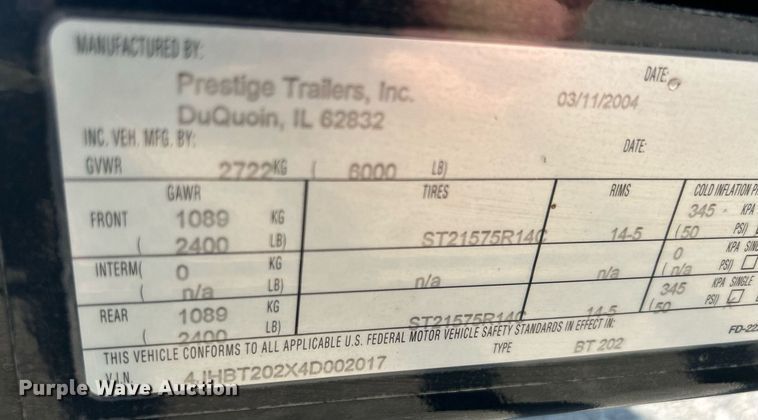 MANUFACTURED BY: DATE:
Prestige Trailers, Inc. 03/11/2004
DuQuoin, IL 62832
INC. VEH. MFG. BY: DATE:
GVWR 2722 KG ( 6000 LB)
GAWR TIRES RIMS COLD INFLATION
FRONT 1089 KG ST21575R14C 14-5 345 KPA
( 2400 LB) (50 PSI)
INTERM( 0 KG n/a n/a 0 KPA
( n/a LB) (n/a PSI)
REAR 1089 KG ST21575R14C 14-5 345 KPA SINGLE
( 2400 LB) (50 PSI)
THIS VEHICLE CONFORMS TO ALL APPLICABLE U.S. FEDERAL MOTOR VEHICLE SAFETY STANDARDS IN EFFECT IN:
V.I.N. 4JHBT202X4D002017 TYPE BT 202
Purple Wave Auction